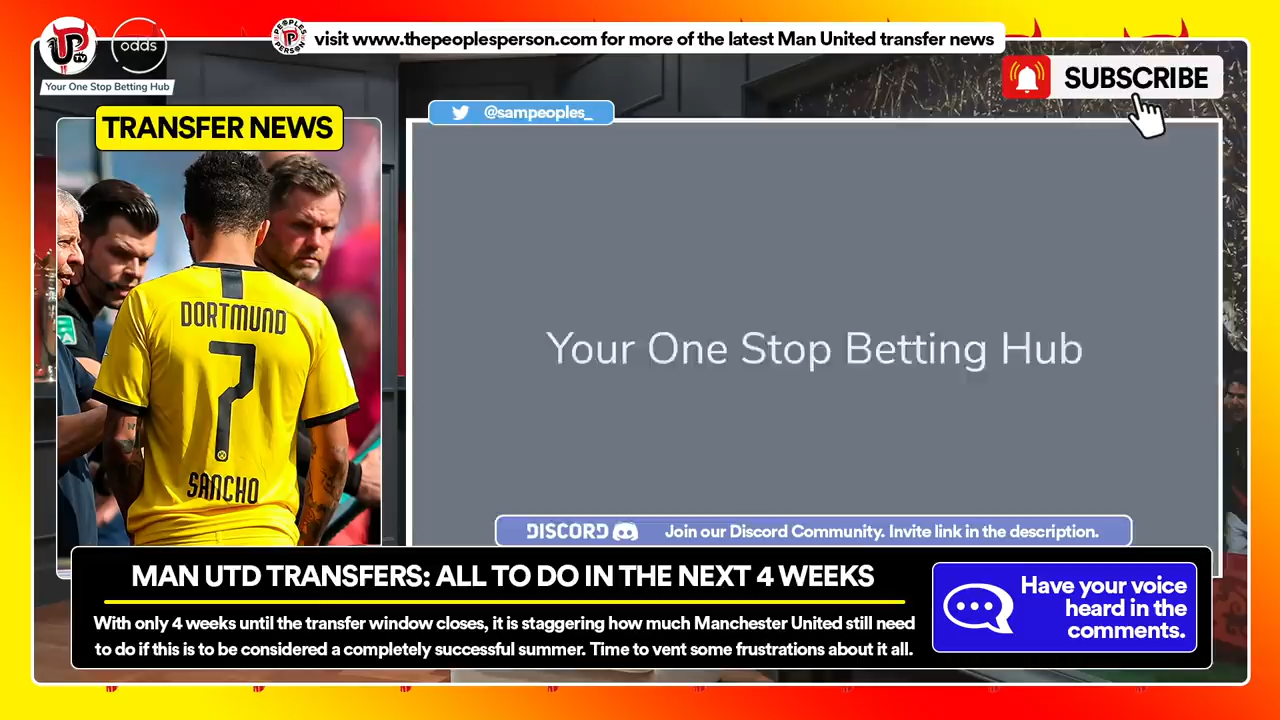 UP
TV
odds
Your One Stop Betting Hub
PEOPLES PERSON
visit www.thepeoplesperson.com for more of the latest Man United transfer news
SUBSCRIBE
TRANSFER NEWS
@sampeoples_
DORTMUND
7
SANCHO
Your One Stop Betting Hub
DISCORD Join our Discord Community. Invite link in the description.
MAN UTD TRANSFERS: ALL TO DO IN THE NEXT 4 WEEKS
With only 4 weeks until the transfer window closes, it is staggering how much Manchester United still need
to do if this is to be considered a completely successful summer. Time to vent some frustrations about it all.
Have your voice
heard in the
comments.